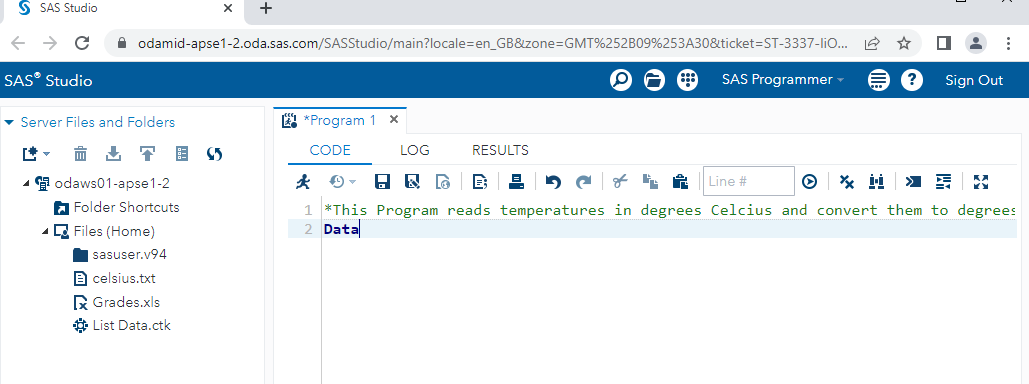 SAS Studio
odamid-apse1-2.oda.sas.com/SASStudio/main?locale=en_GB&zone=GMT%252B09%253A30&ticket=ST-3337-IiO...
SAS® Studio
SAS Programmer
Sign Out
Server Files and Folders
*Program 1
CODE LOG RESULTS
Line #
odaws01-apse1-2
Folder Shortcuts
Files (Home)
sasuser.v94
celsius.txt
Grades.xls
List Data.ctk
1 *This Program reads temperatures in degrees Celcius and convert them to degrees
2 Data